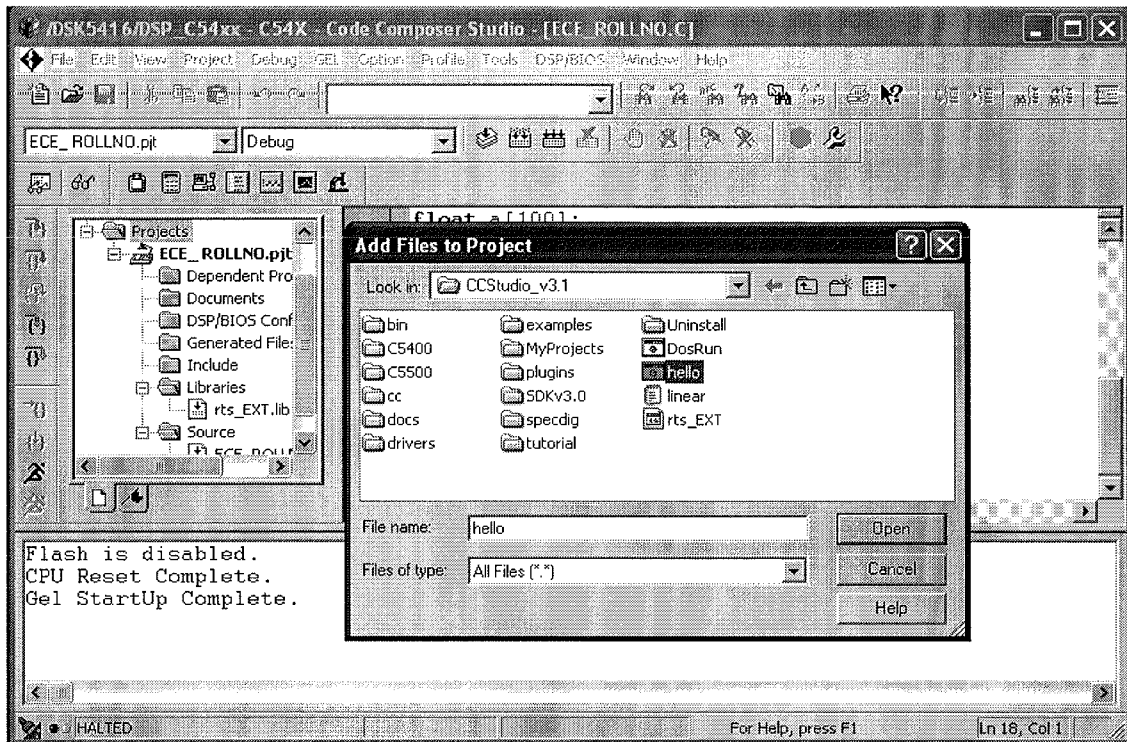 /DSK5416/DSP_C54xx - C54X - Code Composer Studio - [ECE_ROLLNO.C]
File Edit View Project Debug GEL Option Profile Tools DSP/BIOS Window Help
ECE_ROLLNO.pjt Debug
float a[100];
Projects
ECE_ROLLNO.pjt
Dependent Pro
Documents
DSP/BIOS Conf
Generated File
Include
Libraries
rts_EXT.lib
Source
Add Files to Project
Look in: CCStudio_v3.1
bin examples Uninstall
C5400 MyProjects DosRun
C5500 plugins hello
cc SDKv3.0 linear
docs specdig rts_EXT
drivers tutorial
File name: hello Open
Files of type: All Files (*.*) Cancel
Help
Flash is disabled.
CPU Reset Complete.
Gel StartUp Complete.
HALTED For Help, press F1 Ln 18, Col 1